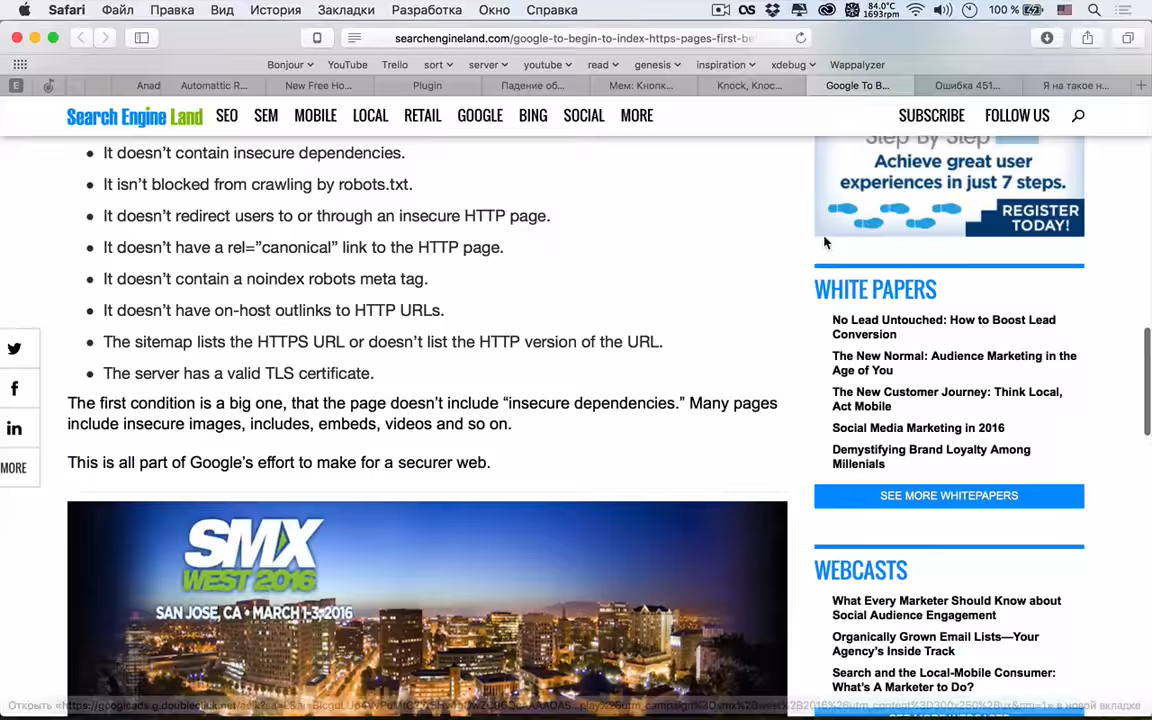 Safari Файл Правка Вид История Закладки Разработка Окно Справка
84.0°C
1693rpm
100 %
searchengineland.com/google-to-begin-to-index-https-pages-first-be
Bonjour YouTube Trello sort server youtube read genesis inspiration xdebug Wappalyzer
E Anad Automattic R... New Free Ho... Plugin Падение об... Мем: Кнопк... Knock, Knoc... Google To B... Ошибка 451... Я на такое н...
Search Engine Land SEO SEM MOBILE LOCAL RETAIL GOOGLE BING SOCIAL MORE SUBSCRIBE FOLLOW US
It doesn’t contain insecure dependencies.
It isn’t blocked from crawling by robots.txt.
It doesn’t redirect users to or through an insecure HTTP page.
It doesn’t have a rel=”canonical” link to the HTTP page.
It doesn’t contain a noindex robots meta tag.
It doesn’t have on-host outlinks to HTTP URLs.
The sitemap lists the HTTPS URL or doesn’t list the HTTP version of the URL.
The server has a valid TLS certificate.
The first condition is a big one, that the page doesn’t include “insecure dependencies.” Many pages
include insecure images, includes, embeds, videos and so on.
This is all part of Google’s effort to make for a securer web.
MORE
SMX
WEST 2016
SAN JOSE, CA • MARCH 1-3, 2016
Step By Step
Achieve great user
experiences in just 7 steps.
REGISTER
TODAY!
WHITE PAPERS
No Lead Untouched: How to Boost Lead
Conversion
The New Normal: Audience Marketing in the
Age of You
The New Customer Journey: Think Local,
Act Mobile
Social Media Marketing in 2016
Demystifying Brand Loyalty Among
Millenials
SEE MORE WHITEPAPERS
WEBCASTS
What Every Marketer Should Know about
Social Audience Engagement
Organically Grown Email Lists—Your
Agency’s Inside Track
Search and the Local-Mobile Consumer:
What’s A Marketer to Do?